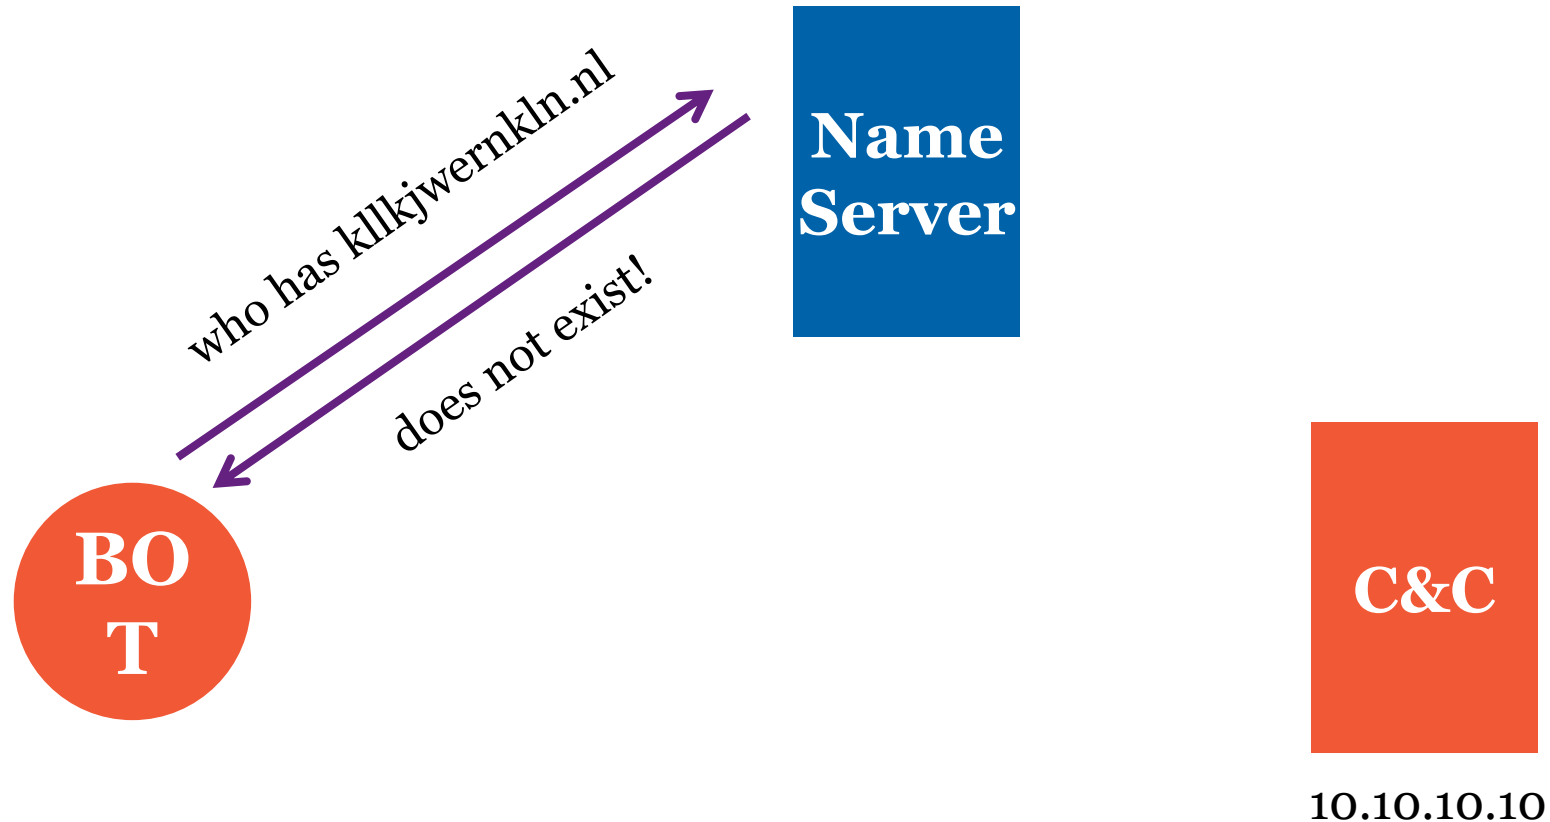 who has kllkjwernkln.nl
does not exist!
Name
Server
BO
T
C&C
10.10.10.10